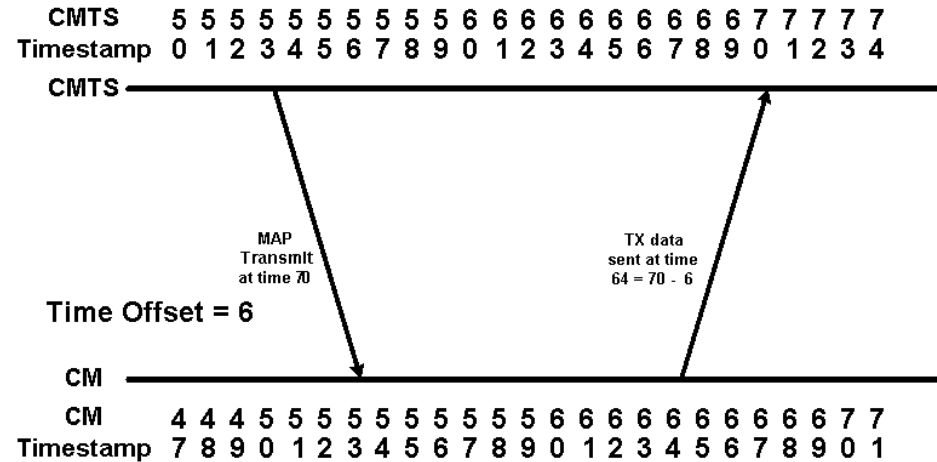 CMTS 5 5 5 5 5 5 5 5 5 5 6 6 6 6 6 6 6 6 6 6 7 7 7 7 7
Timestamp 0 1 2 3 4 5 6 7 8 9 0 1 2 3 4 5 6 7 8 9 0 1 2 3 4
CMTS
MAP
Transmit
at time 70
TX data
sent at time
64 = 70 - 6
Time Offset = 6
CM
CM 4 4 4 5 5 5 5 5 5 5 5 5 5 6 6 6 6 6 6 6 6 6 6 7 7
Timestamp 7 8 9 0 1 2 3 4 5 6 7 8 9 0 1 2 3 4 5 6 7 8 9 0 1